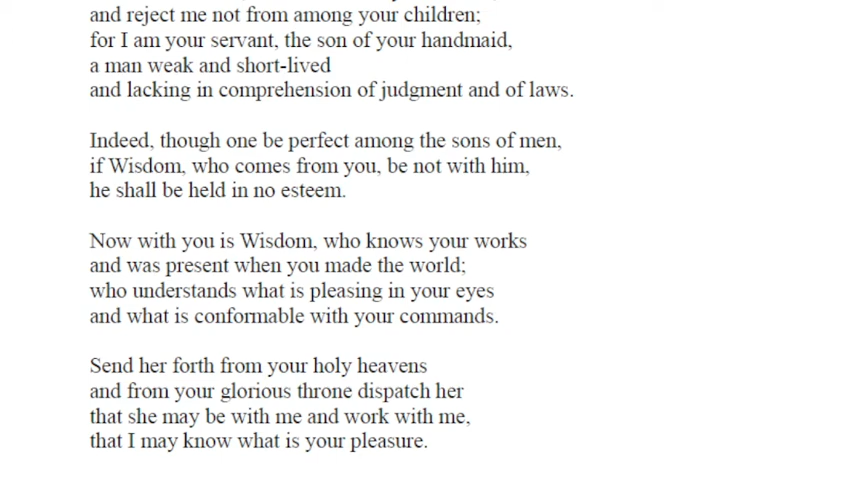 and reject me not from among your children;
for I am your servant, the son of your handmaid,
a man weak and short-lived
and lacking in comprehension of judgment and of laws.
Indeed, though one be perfect among the sons of men,
if Wisdom, who comes from you, be not with him,
he shall be held in no esteem.
Now with you is Wisdom, who knows your works
and was present when you made the world;
who understands what is pleasing in your eyes
and what is conformable with your commands.
Send her forth from your holy heavens
and from your glorious throne dispatch her
that she may be with me and work with me,
that I may know what is your pleasure.